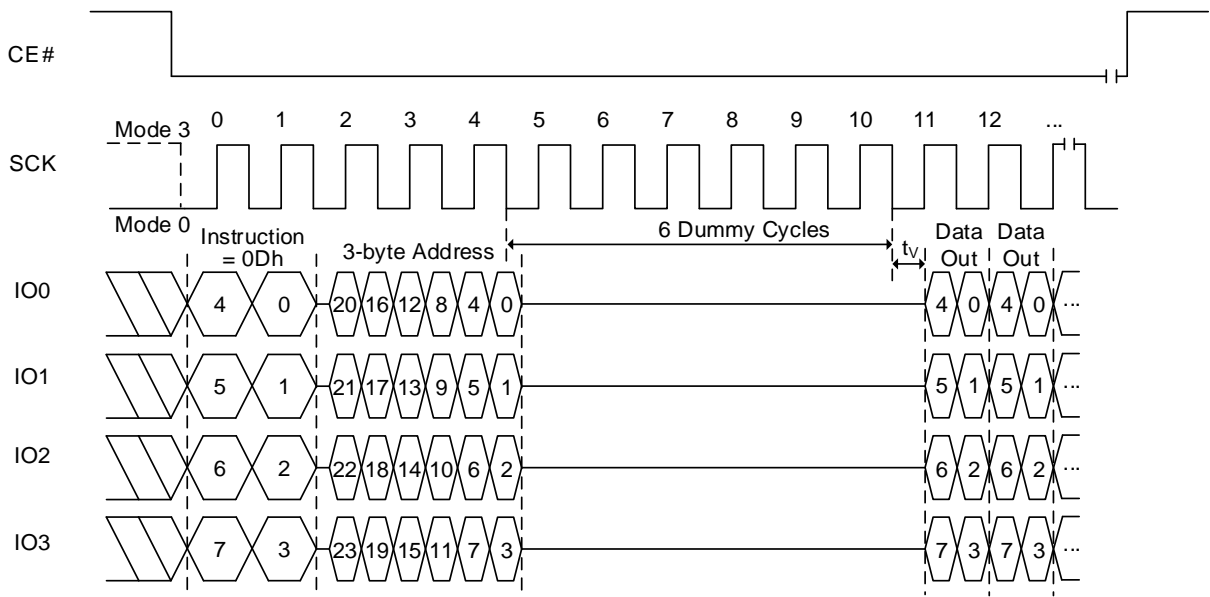 CE#
0 1 2 3 4 5 6 7 8 9 10 11 12 ...
Mode 3
SCK
Mode 0
Instruction
= 0Dh
3-byte Address
6 Dummy Cycles
tV
Data
Out
Data
Out
IO0 4 0 20 16 12 8 4 0 4 0 4 0 ...
IO1 5 1 21 17 13 9 5 1 5 1 5 1 ...
IO2 6 2 22 18 14 10 6 2 6 2 6 2 ...
IO3 7 3 23 19 15 11 7 3 7 3 7 3 ...